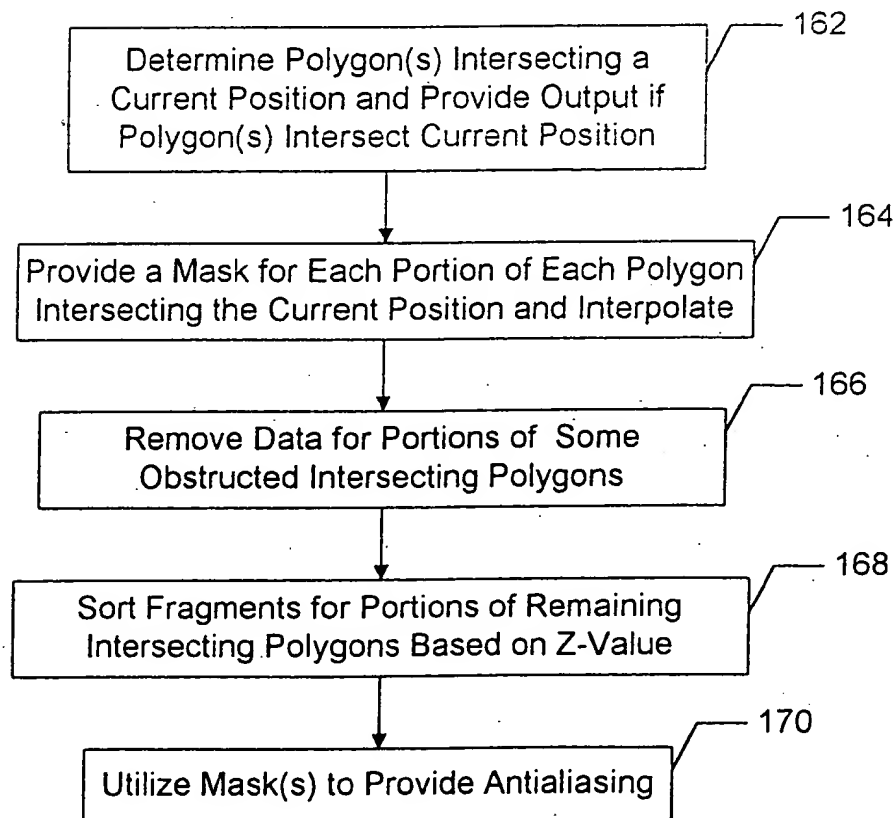 162
Determine Polygon(s) Intersecting a
Current Position and Provide Output if
Polygon(s) Intersect Current Position
164
Provide a Mask for Each Portion of Each Polygon
Intersecting the Current Position and Interpolate
166
Remove Data for Portions of Some
Obstructed Intersecting Polygons
168
Sort Fragments for Portions of Remaining
Intersecting Polygons Based on Z-Value
170
Utilize Mask(s) to Provide Antialiasing